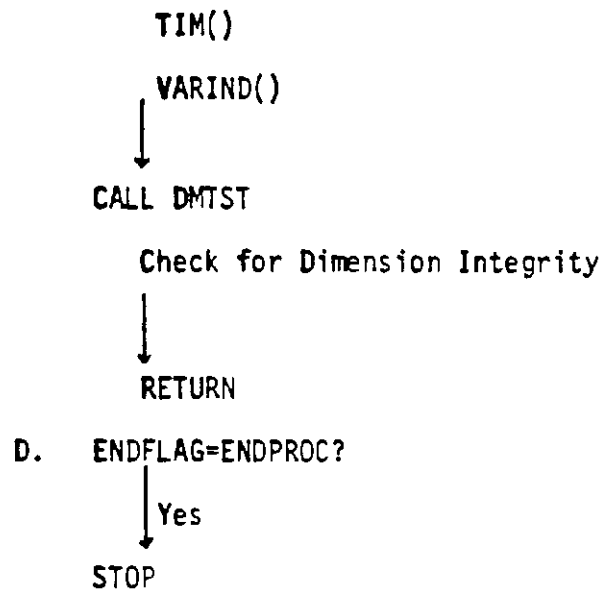 TIM()
VARIND()
CALL DMTST
Check for Dimension Integrity
RETURN
D. ENDFLAG=ENDPROC?
Yes
STOP